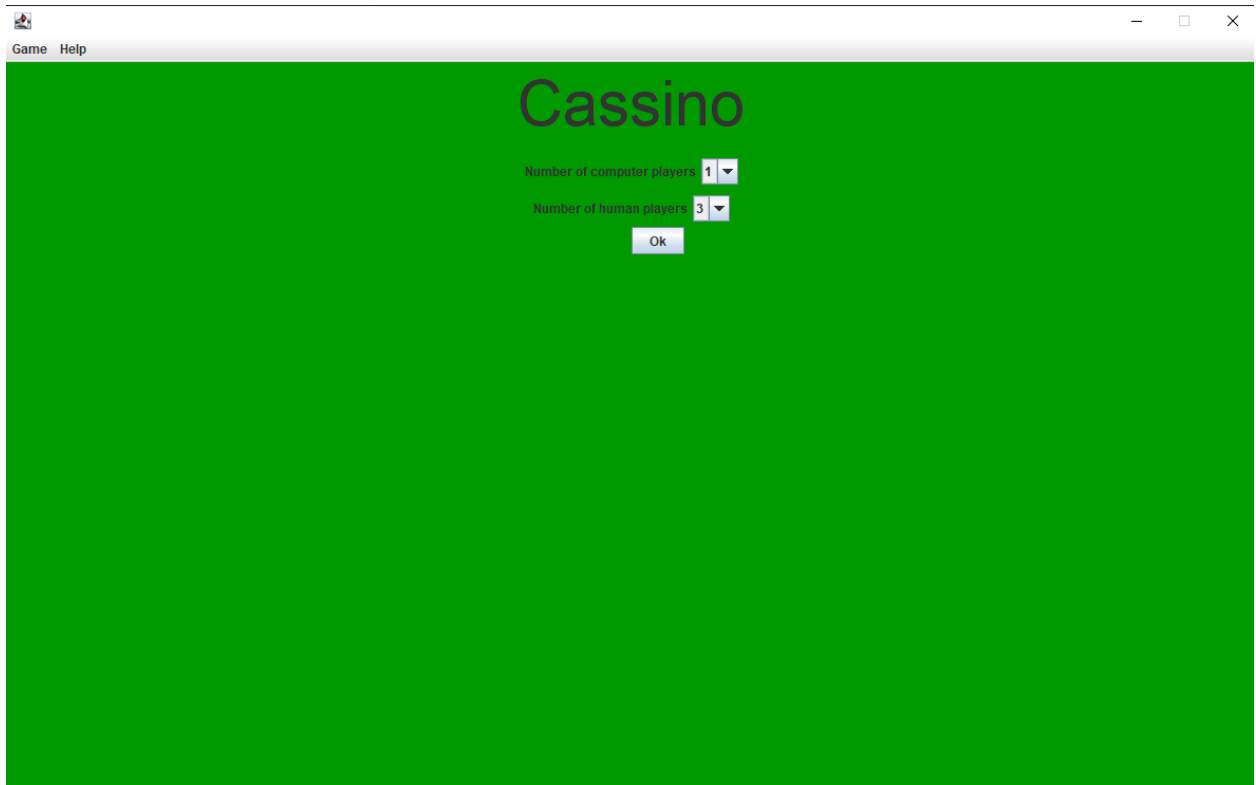 Game Help
Cassino
Number of computer players 1
Number of human players 3
Ok